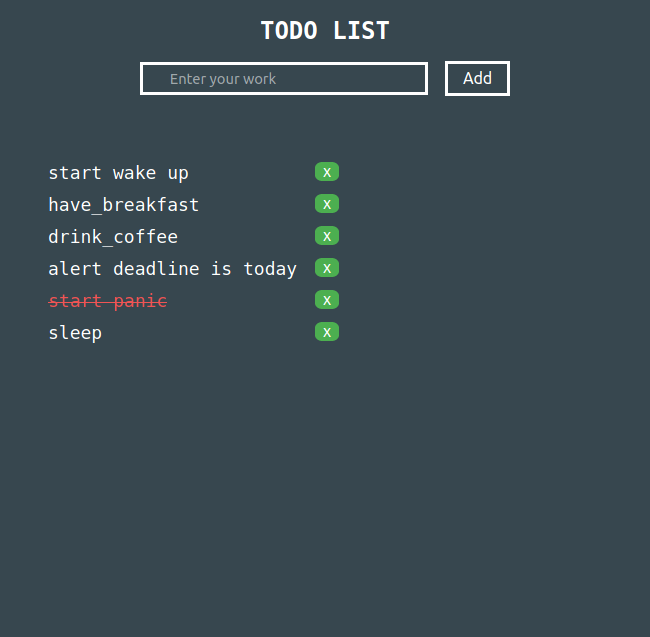 TODO LIST
Enter your work
Add
start wake up x
have_breakfast x
drink_coffee x
alert deadline is today x
start panic x
sleep x